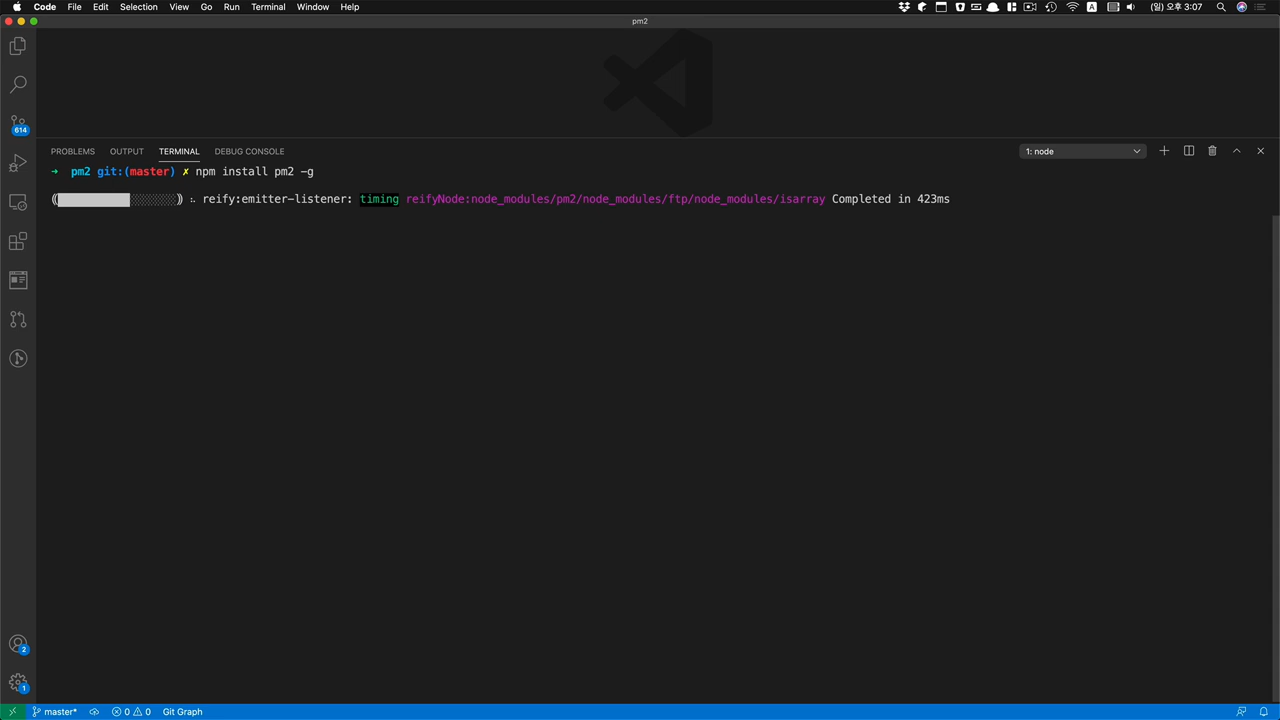 Code File Edit Selection View Go Run Terminal Window Help A (일) 오후 3:07
pm2
614
PROBLEMS OUTPUT TERMINAL DEBUG CONSOLE 1: node
➜ pm2 git:(master) ✗ npm install pm2 -g
reify:emitter-listener: timing reifyNode:node_modules/pm2/node_modules/ftp/node_modules/isarray Completed in 423ms
2
1
master* 0 0 Git Graph